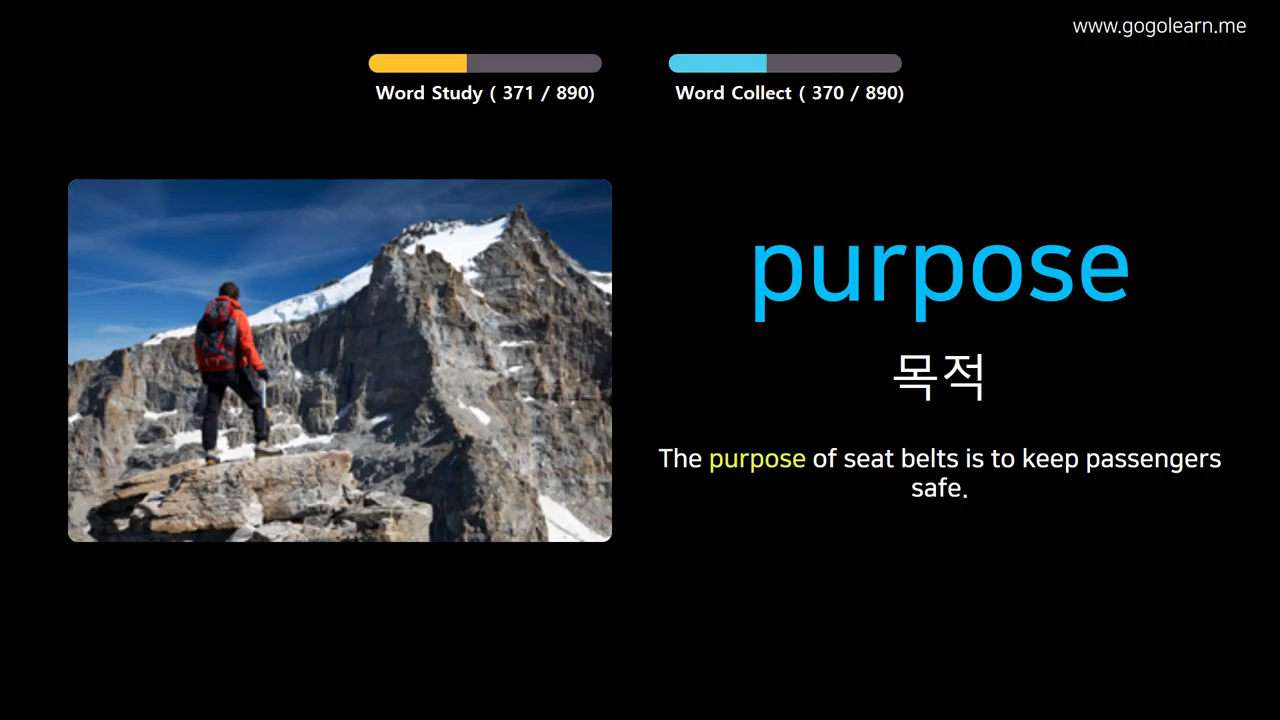 www.gogolearn.me
Word Study ( 371 / 890)
Word Collect ( 370 / 890)
purpose
목적
The purpose of seat belts is to keep passengers
safe.